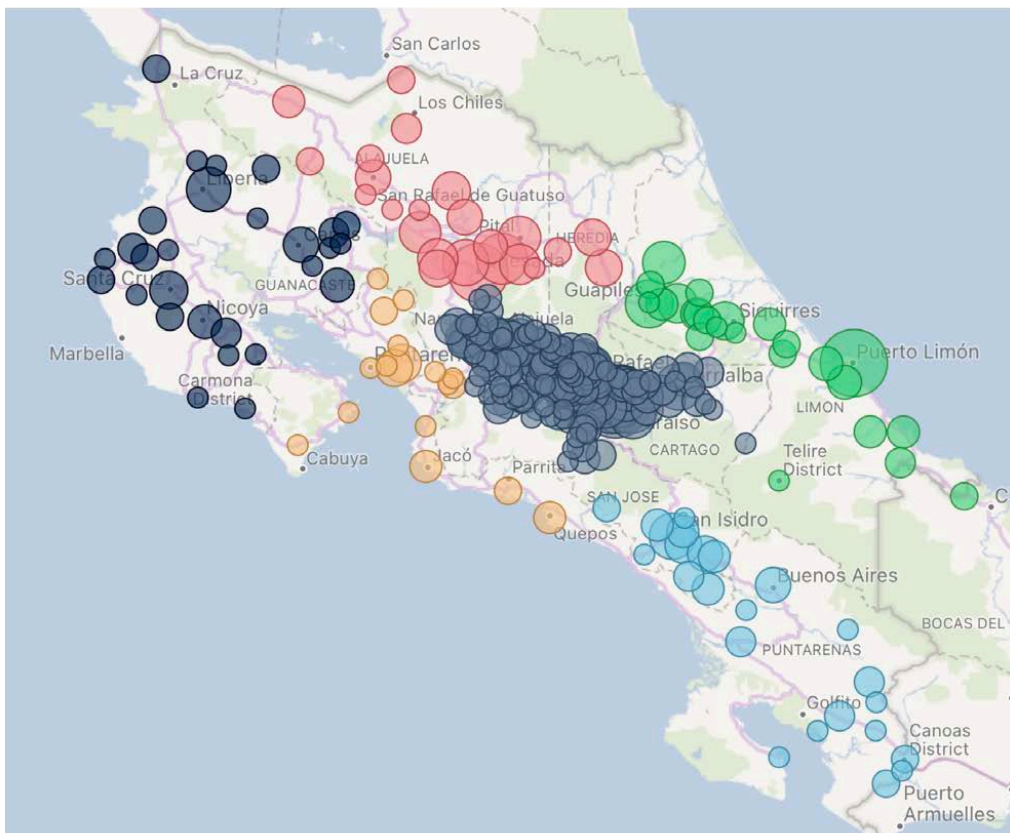 San Carlos
La Cruz
Los Chiles
ALAJUELA
Liberia
San Rafael de Guatuso
Pital
HEREDIA
Santa Cruz
GUANACASTE
Guapiles
Siquirres
Nicoya
Marbella
Puerto Limón
Carmona
District
LIMON
CARTAGO
Telire
District
Cabuya
Jacó
Parrita
SAN JOSE
San Isidro
Quepos
Buenos Aires
BOCAS DEL
PUNTARENAS
Golfito
Canoas
District
Puerto
Armuelles